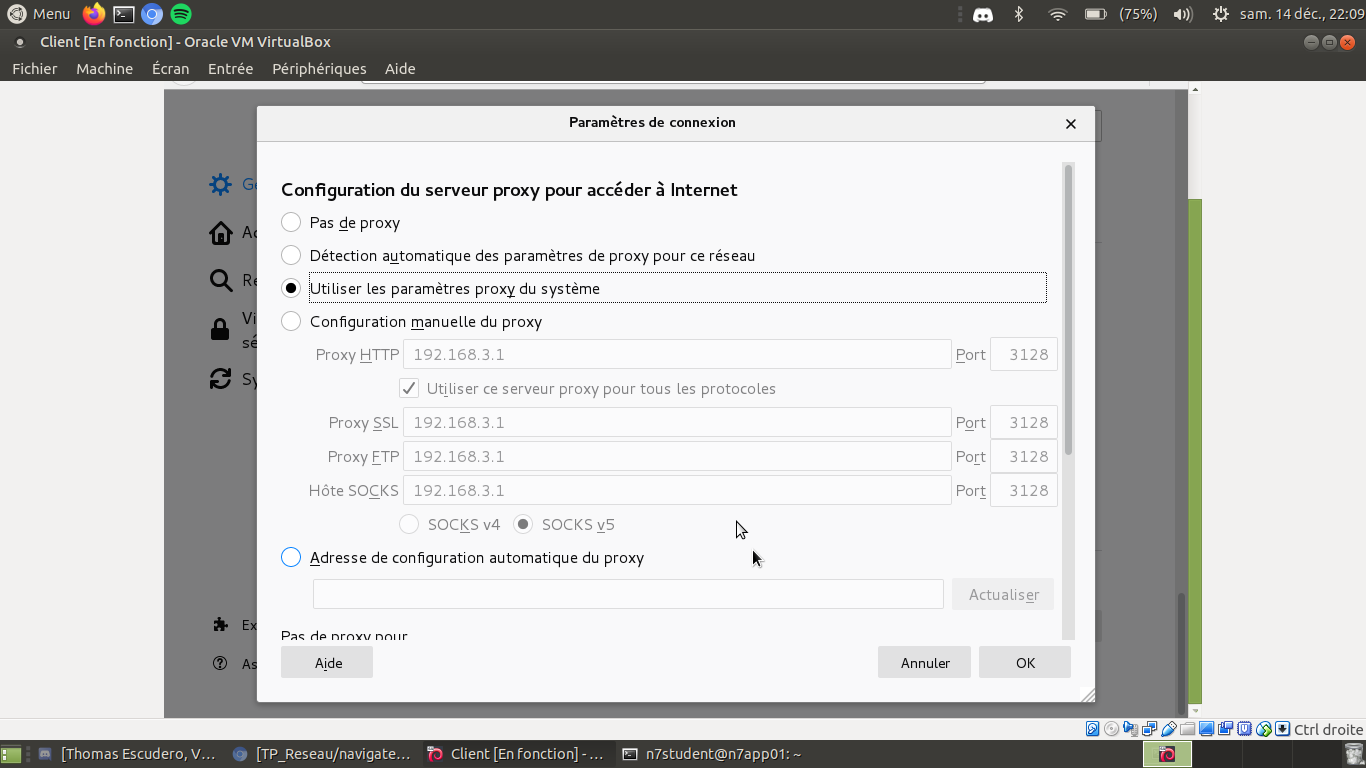 Menu (75%) sam. 14 déc., 22:09
Client [En fonction] - Oracle VM VirtualBox
Fichier Machine Écran Entrée Périphériques Aide
Paramètres de connexion
Configuration du serveur proxy pour accéder à Internet
Ge
Pas de proxy
Ac
Détection automatique des paramètres de proxy pour ce réseau
Re
Utiliser les paramètres proxy du système
Vi
Configuration manuelle du proxy
sé
Proxy HTTP 192.168.3.1 Port 3128
Sy
Utiliser ce serveur proxy pour tous les protocoles
Proxy SSL 192.168.3.1 Port 3128
Proxy FTP 192.168.3.1 Port 3128
Hôte SOCKS 192.168.3.1 Port 3128
SOCKS v4 SOCKS v5
Adresse de configuration automatique du proxy
Actualiser
Ex
Pas de proxy pour
As
Aide Annuler OK
Ctrl droite
[Thomas Escudero, V... [TP_Reseau/navigate... Client [En fonction] - ... n7student@n7app01: ~